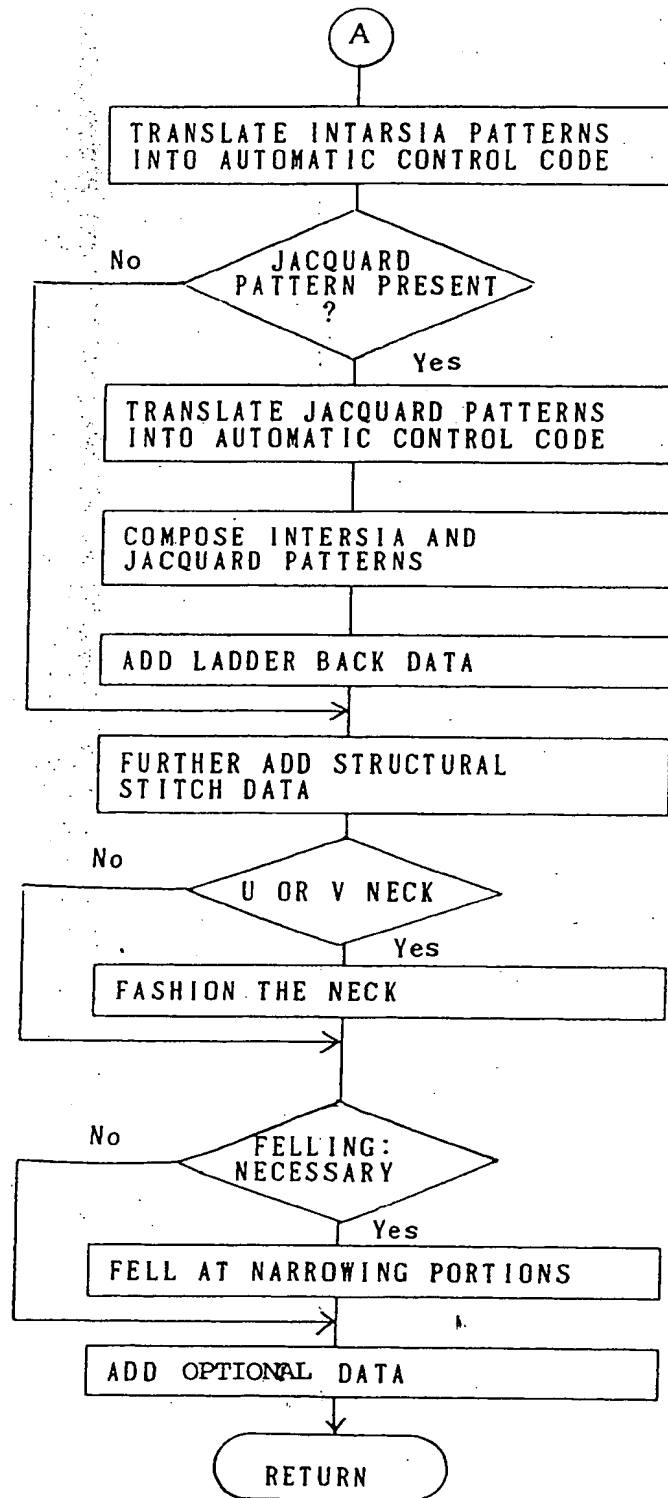 A
TRANSLATE INTARSIA PATTERNS
INTO AUTOMATIC CONTROL CODE
No
JACQUARD
PATTERN PRESENT
?
Yes
TRANSLATE JACQUARD PATTERNS
INTO AUTOMATIC CONTROL CODE
COMPOSE INTERSIA AND
JACQUARD PATTERNS
ADD LADDER BACK DATA
FURTHER ADD STRUCTURAL
STITCH DATA
No
U OR V NECK
Yes
FASHION THE NECK
No
FELLING:
NECESSARY
Yes
FELL AT NARROWING PORTIONS
ADD OPTIONAL DATA
RETURN